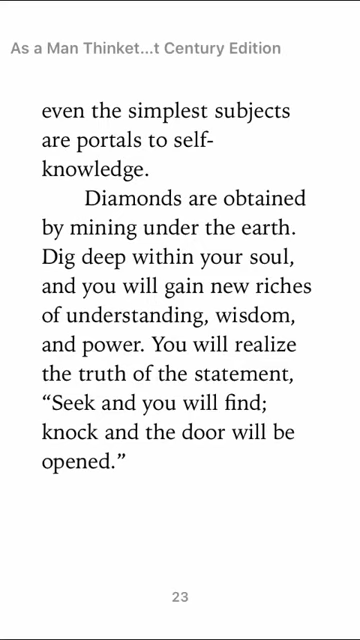 As a Man Thinket...t Century Edition
even the simplest subjects
are portals to self-
knowledge.
Diamonds are obtained
by mining under the earth.
Dig deep within your soul,
and you will gain new riches
of understanding, wisdom,
and power. You will realize
the truth of the statement,
“Seek and you will find;
knock and the door will be
opened.”
23